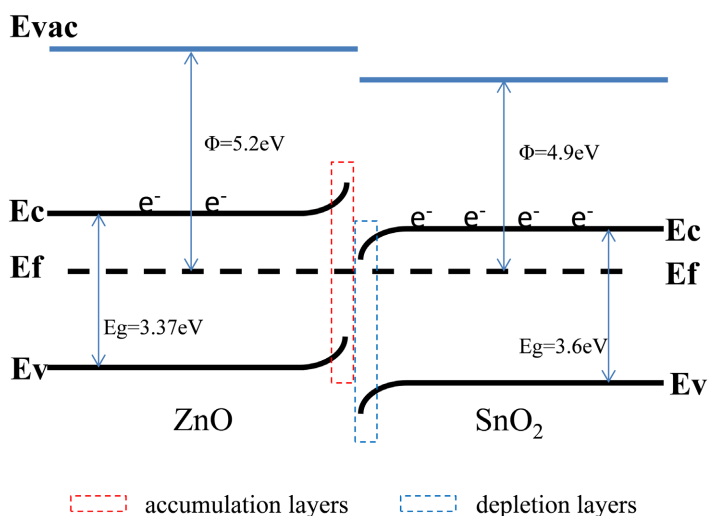 Evac
Φ=5.2eV
Φ=4.9eV
Ec
e⁻ e⁻
e⁻ e⁻ e⁻ e⁻
Ec
Ef
Ef
Eg=3.37eV
Eg=3.6eV
Ev
Ev
ZnO
SnO₂
accumulation layers
depletion layers